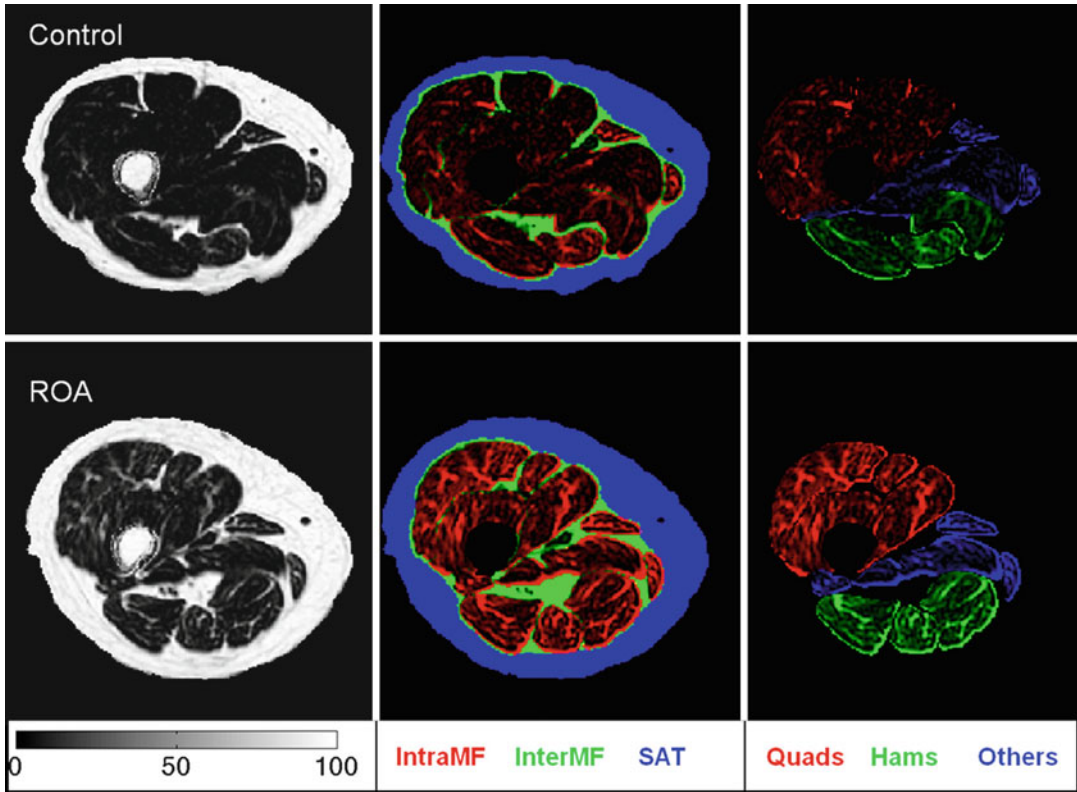 Control
ROA
0 50 100
IntraMF InterMF SAT
Quads Hams Others